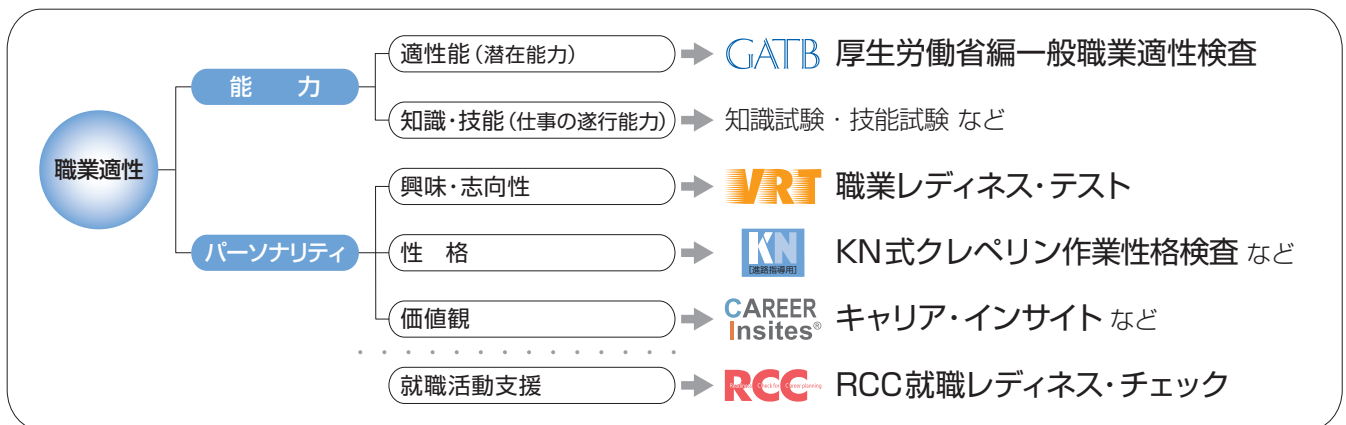 職業適性
能 力
適性能(潜在能力)
GATB 厚生労働省編一般職業適性検査
知識・技能(仕事の遂行能力)
知識試験・技能試験 など
パーソナリティ
興味・志向性
VRT 職業レディネス・テスト
性 格
KN [進路指導用] KN式クレペリン作業性格検査 など
価値観
CAREER Insites® キャリア・インサイト など
就職活動支援
RCC RCC就職レディネス・チェック